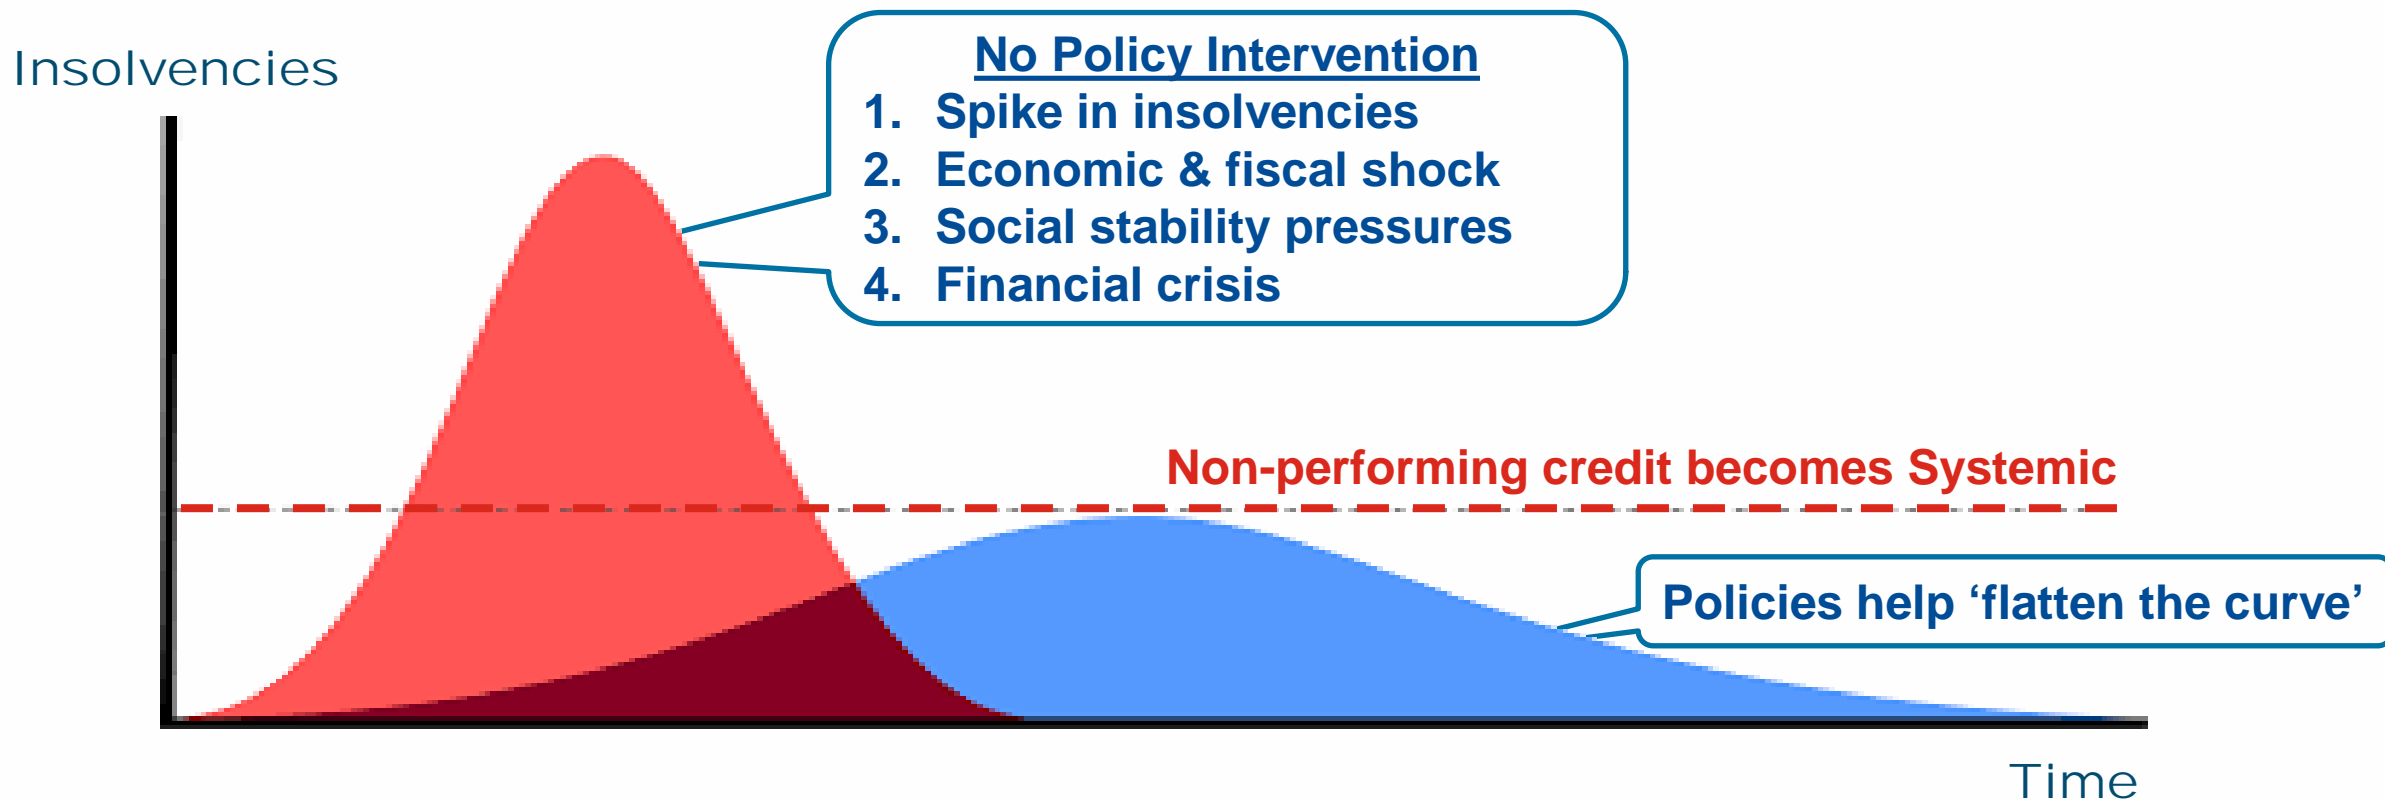 Insolvencies
No Policy Intervention
1. Spike in insolvencies
2. Economic & fiscal shock
3. Social stability pressures
4. Financial crisis
Non-performing credit becomes Systemic
Policies help ‘flatten the curve’
Time